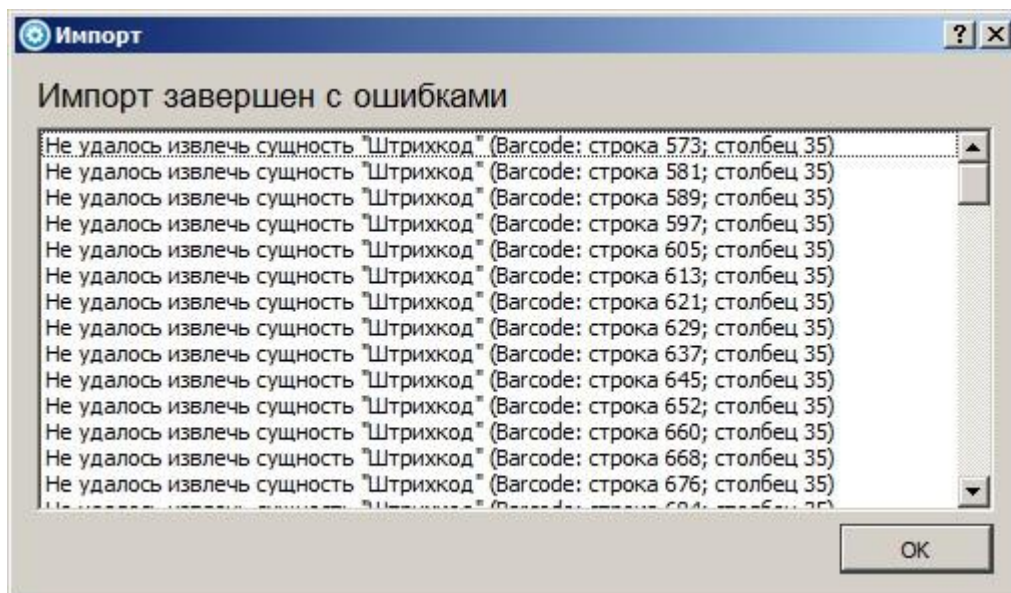 Импорт
Импорт завершен с ошибками
Не удалось извлечь сущность "Штрихкод" (Barcode: строка 573; столбец 35)
Не удалось извлечь сущность "Штрихкод" (Barcode: строка 581; столбец 35)
Не удалось извлечь сущность "Штрихкод" (Barcode: строка 589; столбец 35)
Не удалось извлечь сущность "Штрихкод" (Barcode: строка 597; столбец 35)
Не удалось извлечь сущность "Штрихкод" (Barcode: строка 605; столбец 35)
Не удалось извлечь сущность "Штрихкод" (Barcode: строка 613; столбец 35)
Не удалось извлечь сущность "Штрихкод" (Barcode: строка 621; столбец 35)
Не удалось извлечь сущность "Штрихкод" (Barcode: строка 629; столбец 35)
Не удалось извлечь сущность "Штрихкод" (Barcode: строка 637; столбец 35)
Не удалось извлечь сущность "Штрихкод" (Barcode: строка 645; столбец 35)
Не удалось извлечь сущность "Штрихкод" (Barcode: строка 652; столбец 35)
Не удалось извлечь сущность "Штрихкод" (Barcode: строка 660; столбец 35)
Не удалось извлечь сущность "Штрихкод" (Barcode: строка 668; столбец 35)
Не удалось извлечь сущность "Штрихкод" (Barcode: строка 676; столбец 35)
OK